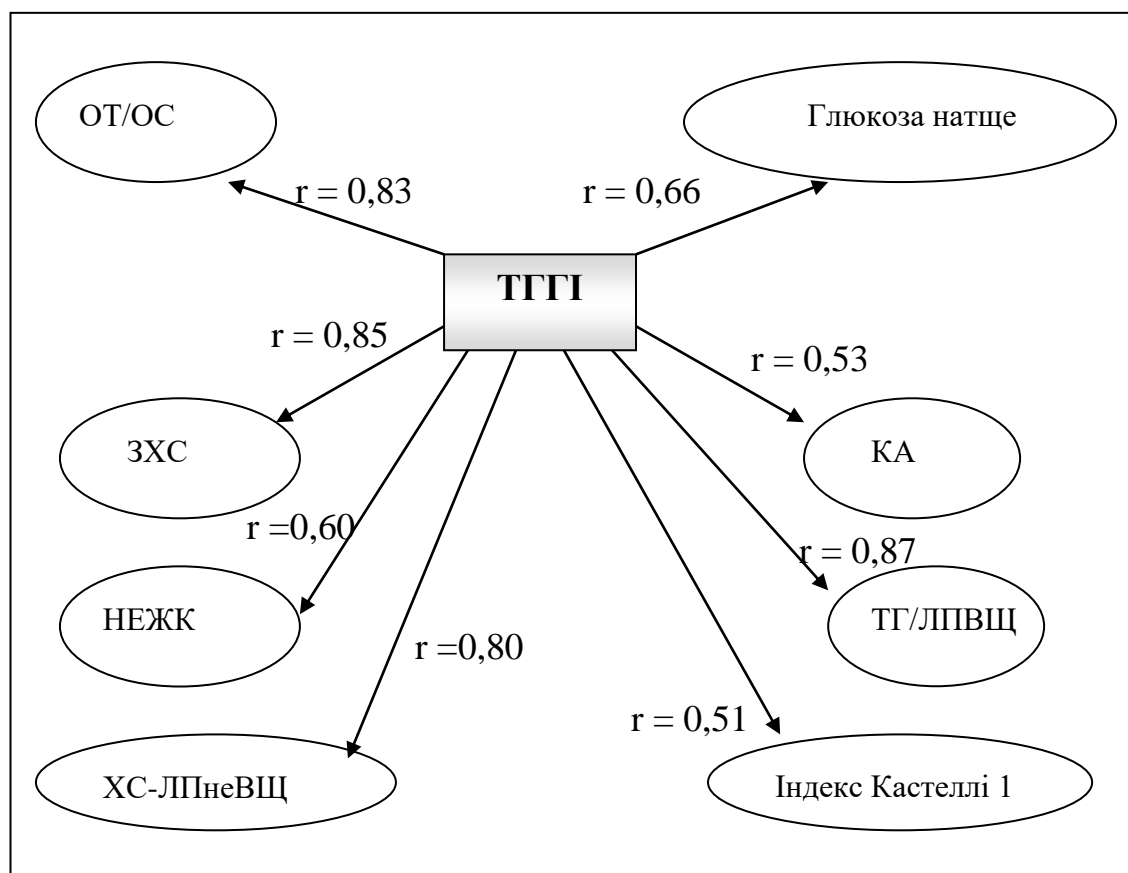 ОТ/ОС
Глюкоза натще
r = 0,83
r = 0,66
ТГГІ
r = 0,85
r = 0,53
ЗХС
КА
r =0,60
r = 0,87
НЕЖК
ТГ/ЛПВЩ
r =0,80
r = 0,51
ХС-ЛПнеВЩ
Індекс Кастеллі 1